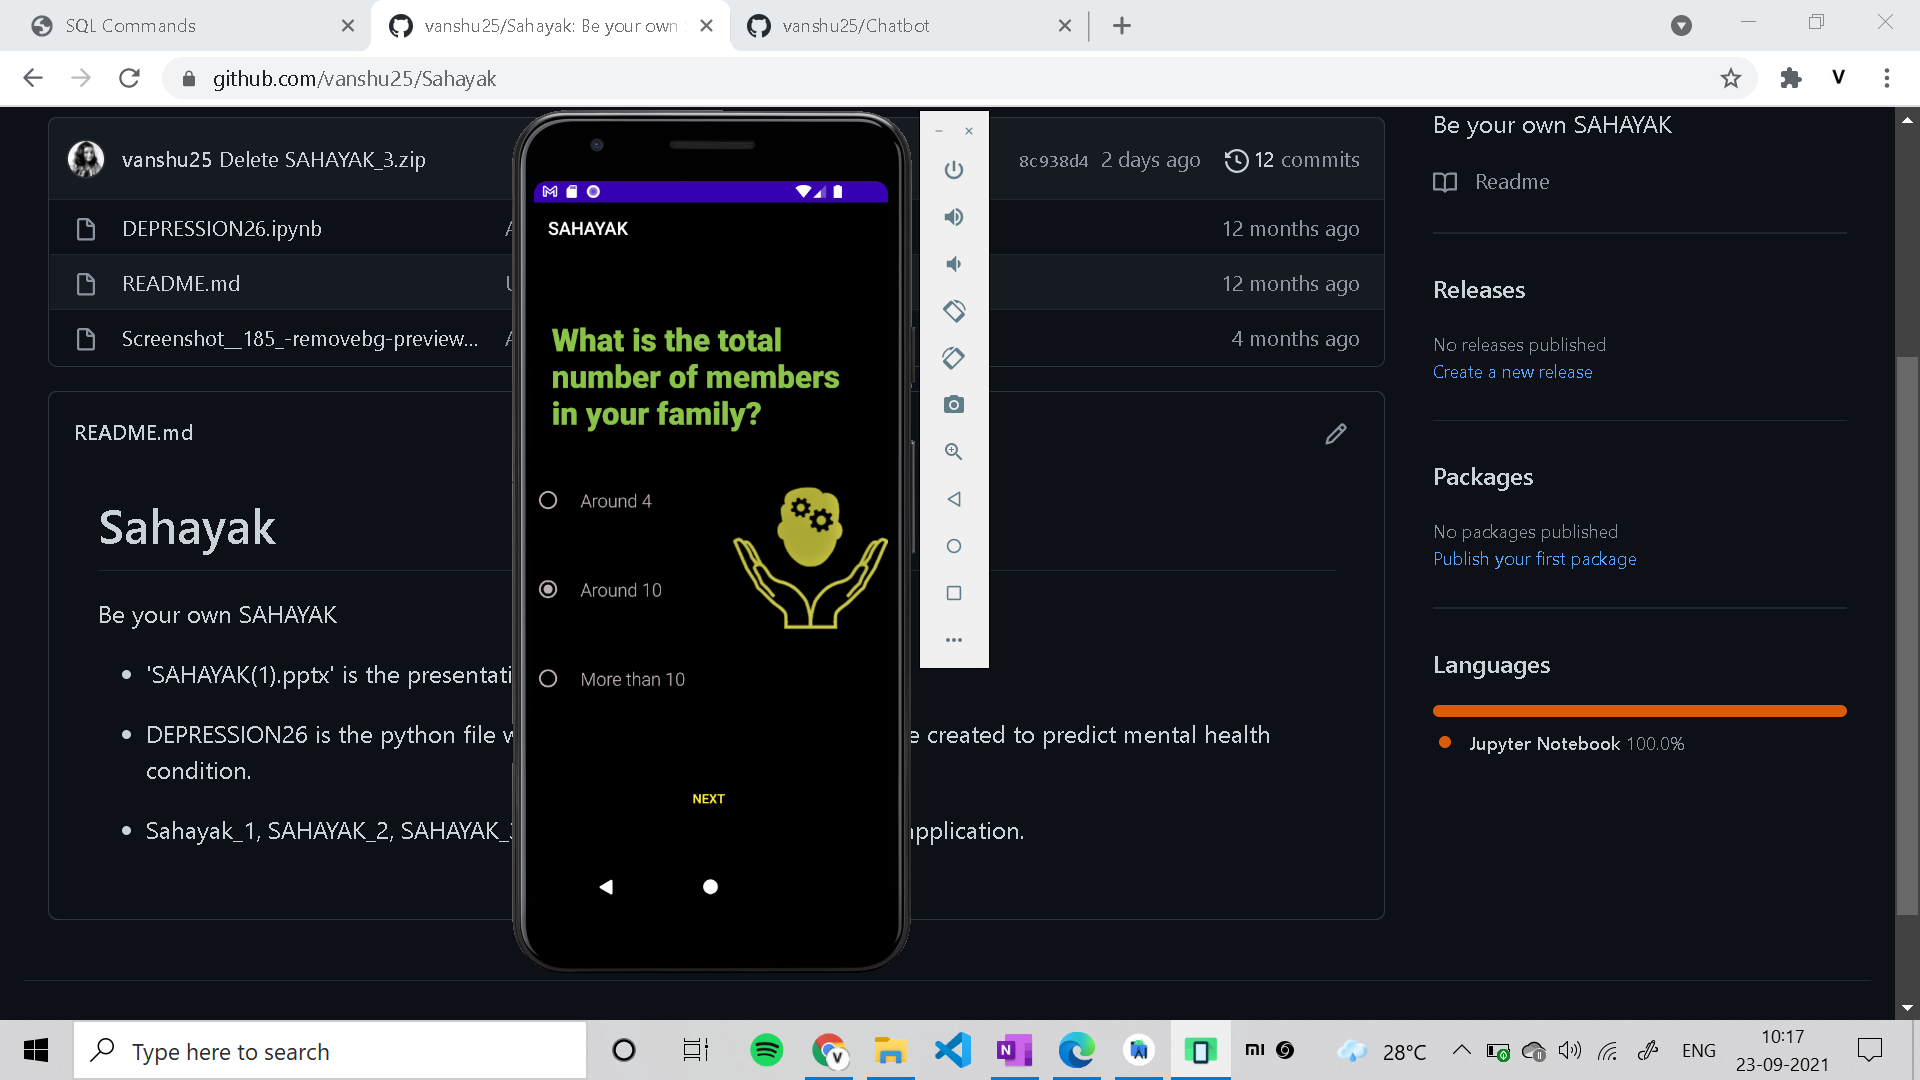 SQL Commands
vanshu25/Sahayak: Be your own
vanshu25/Chatbot
github.com/vanshu25/Sahayak
V
vanshu25 Delete SAHAYAK_3.zip
8c938d4 2 days ago 12 commits
DEPRESSION26.ipynb
12 months ago
README.md
12 months ago
Screenshot__185_-removebg-preview...
4 months ago
README.md
Sahayak
Be your own SAHAYAK
'SAHAYAK(1).pptx' is the
DEPRESSION26 is the python file
created to predict mental health
condition.
Sahayak_1, SAHAYAK_2,
SAHAYAK
What is the total
number of members
in your family?
Around 4
Around 10
More than 10
NEXT
Be your own SAHAYAK
Readme
Releases
No releases published
Create a new release
Packages
No packages published
Publish your first package
Languages
Jupyter Notebook 100.0%
Type here to search
V
N
mi
28°C
ENG
10:17
23-09-2021